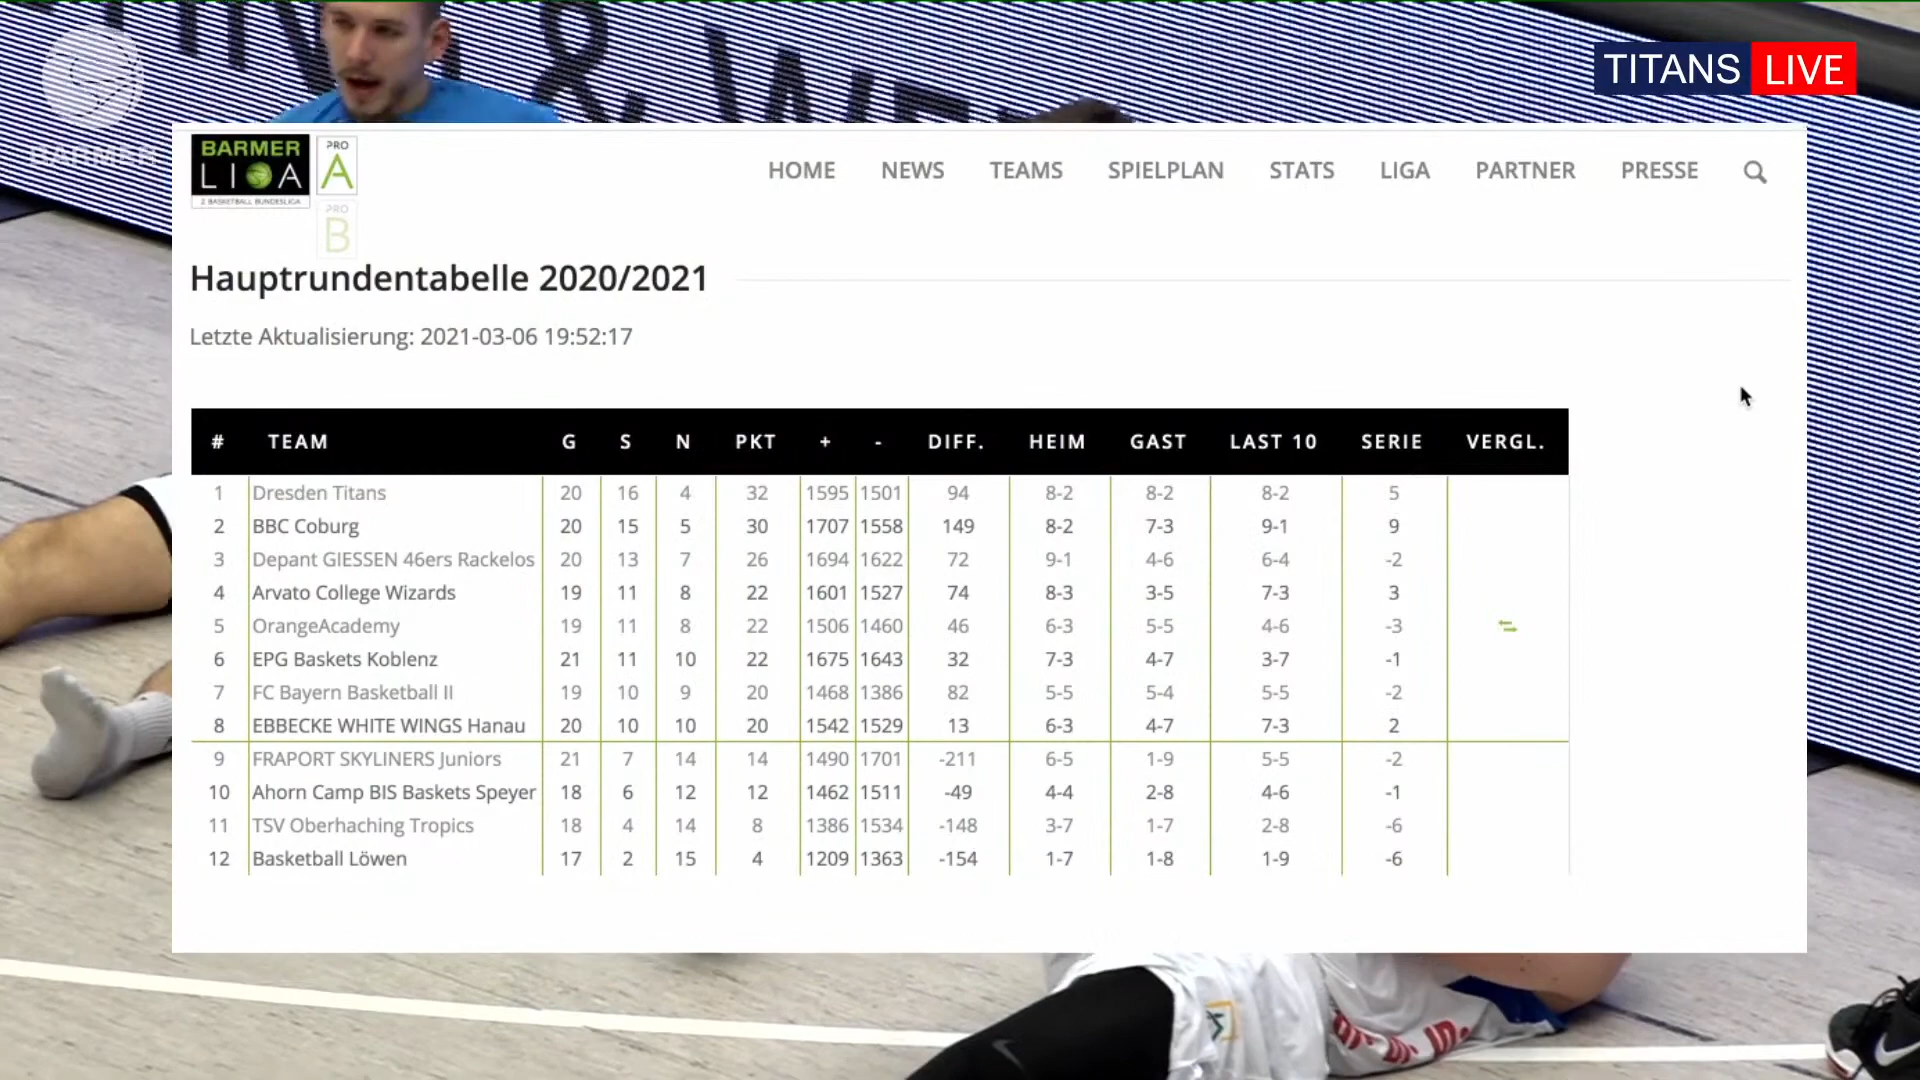 TITANS LIVE
BARMER
BARMER
LIGA
2. BASKETBALL BUNDESLIGA
PRO
A
PRO
B
HOME NEWS TEAMS SPIELPLAN STATS LIGA PARTNER PRESSE
Hauptrundentabelle 2020/2021
Letzte Aktualisierung: 2021-03-06 19:52:17
# TEAM G S N PKT + - DIFF. HEIM GAST LAST 10 SERIE VERGL.
1 Dresden Titans 20 16 4 32 1595 1501 94 8-2 8-2 8-2 5
2 BBC Coburg 20 15 5 30 1707 1558 149 8-2 7-3 9-1 9
3 Depant GIESSEN 46ers Rackelos 20 13 7 26 1694 1622 72 9-1 4-6 6-4 -2
4 Arvato College Wizards 19 11 8 22 1601 1527 74 8-3 3-5 7-3 3
5 OrangeAcademy 19 11 8 22 1506 1460 46 6-3 5-5 4-6 -3
6 EPG Baskets Koblenz 21 11 10 22 1675 1643 32 7-3 4-7 3-7 -1
7 FC Bayern Basketball II 19 10 9 20 1468 1386 82 5-5 5-4 5-5 -2
8 EBBECKE WHITE WINGS Hanau 20 10 10 20 1542 1529 13 6-3 4-7 7-3 2
9 FRAPORT SKYLINERS Juniors 21 7 14 14 1490 1701 -211 6-5 1-9 5-5 -2
10 Ahorn Camp BIS Baskets Speyer 18 6 12 12 1462 1511 -49 4-4 2-8 4-6 -1
11 TSV Oberhaching Tropics 18 4 14 8 1386 1534 -148 3-7 1-7 2-8 -6
12 Basketball Löwen 17 2 15 4 1209 1363 -154 1-7 1-8 1-9 -6